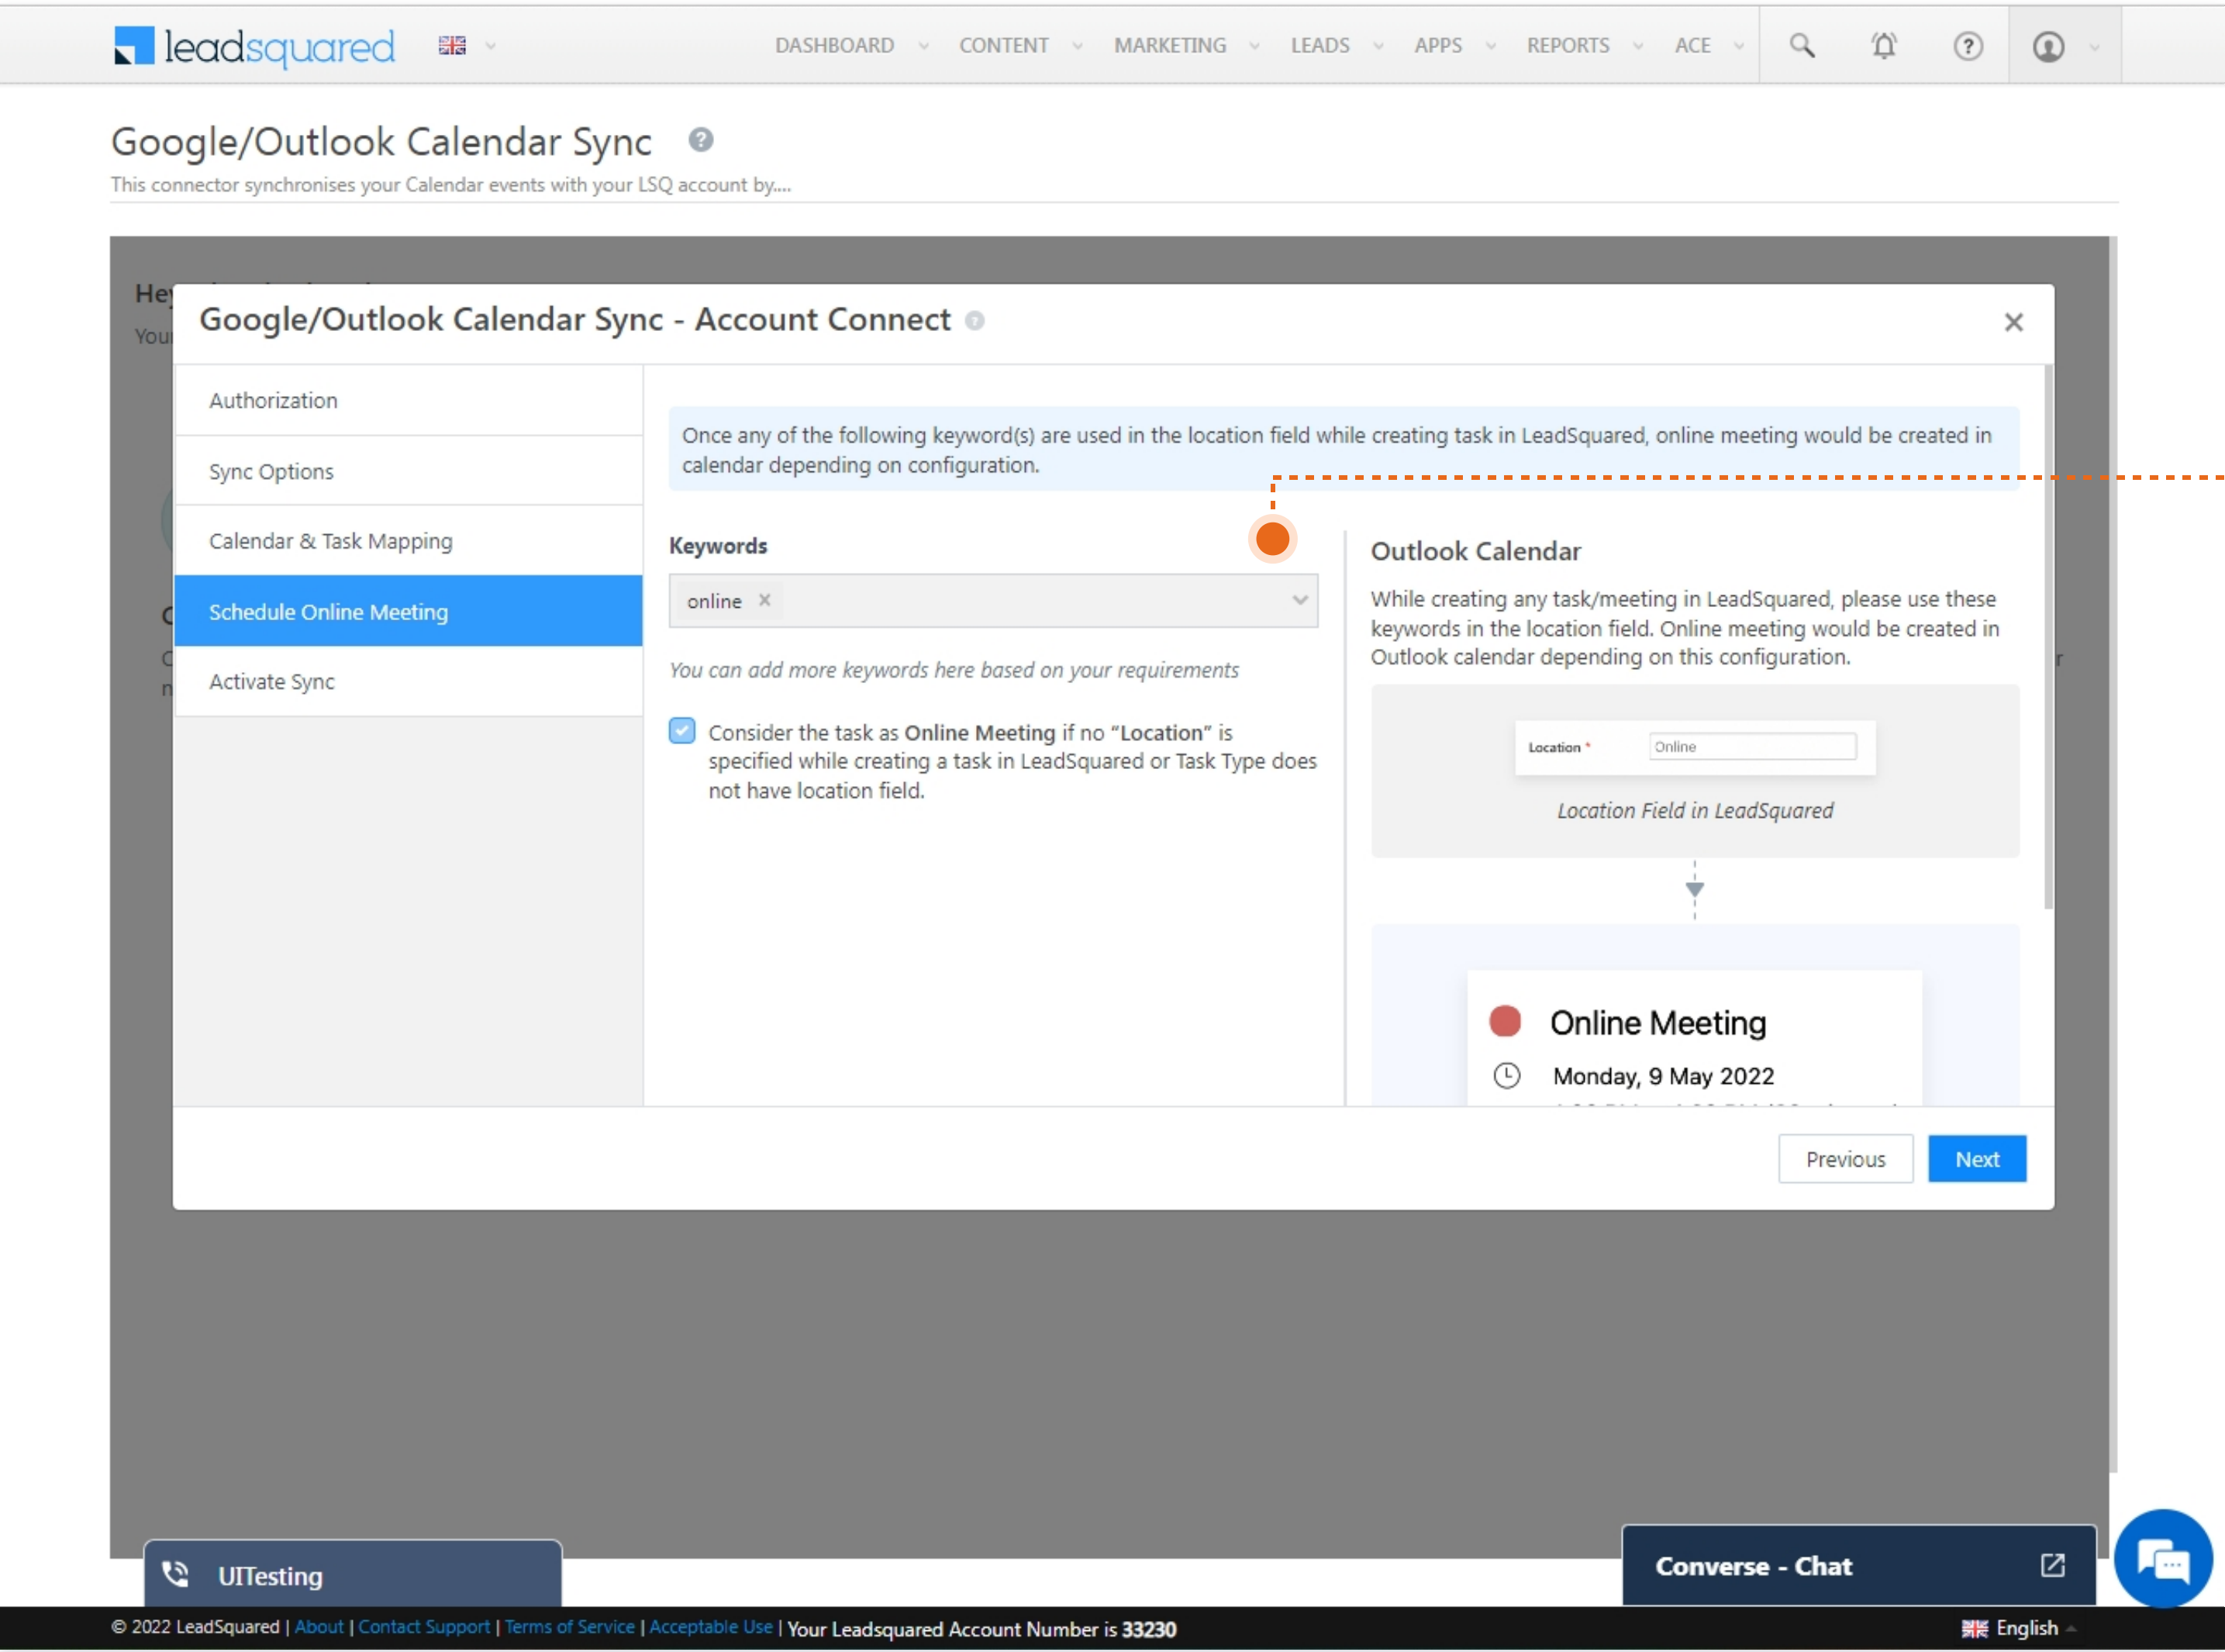 leadsquared
DASHBOARD CONTENT MARKETING LEADS APPS REPORTS ACE
Google/Outlook Calendar Sync
This connector synchronises your Calendar events with your LSQ account by....
Google/Outlook Calendar Sync - Account Connect
Authorization
Sync Options
Calendar & Task Mapping
Schedule Online Meeting
Activate Sync
Once any of the following keyword(s) are used in the location field while creating task in LeadSquared, online meeting would be created in
calendar depending on configuration.
Keywords
online
You can add more keywords here based on your requirements
Consider the task as Online Meeting if no “Location” is
specified while creating a task in LeadSquared or Task Type does
not have location field.
Outlook Calendar
While creating any task/meeting in LeadSquared, please use these
keywords in the location field. Online meeting would be created in
Outlook calendar depending on this configuration.
Location * Online
Location Field in LeadSquared
Online Meeting
Monday, 9 May 2022
Previous Next
UITesting
Converse - Chat
© 2022 LeadSquared | About | Contact Support | Terms of Service | Acceptable Use | Your Leadsquared Account Number is 33230
English